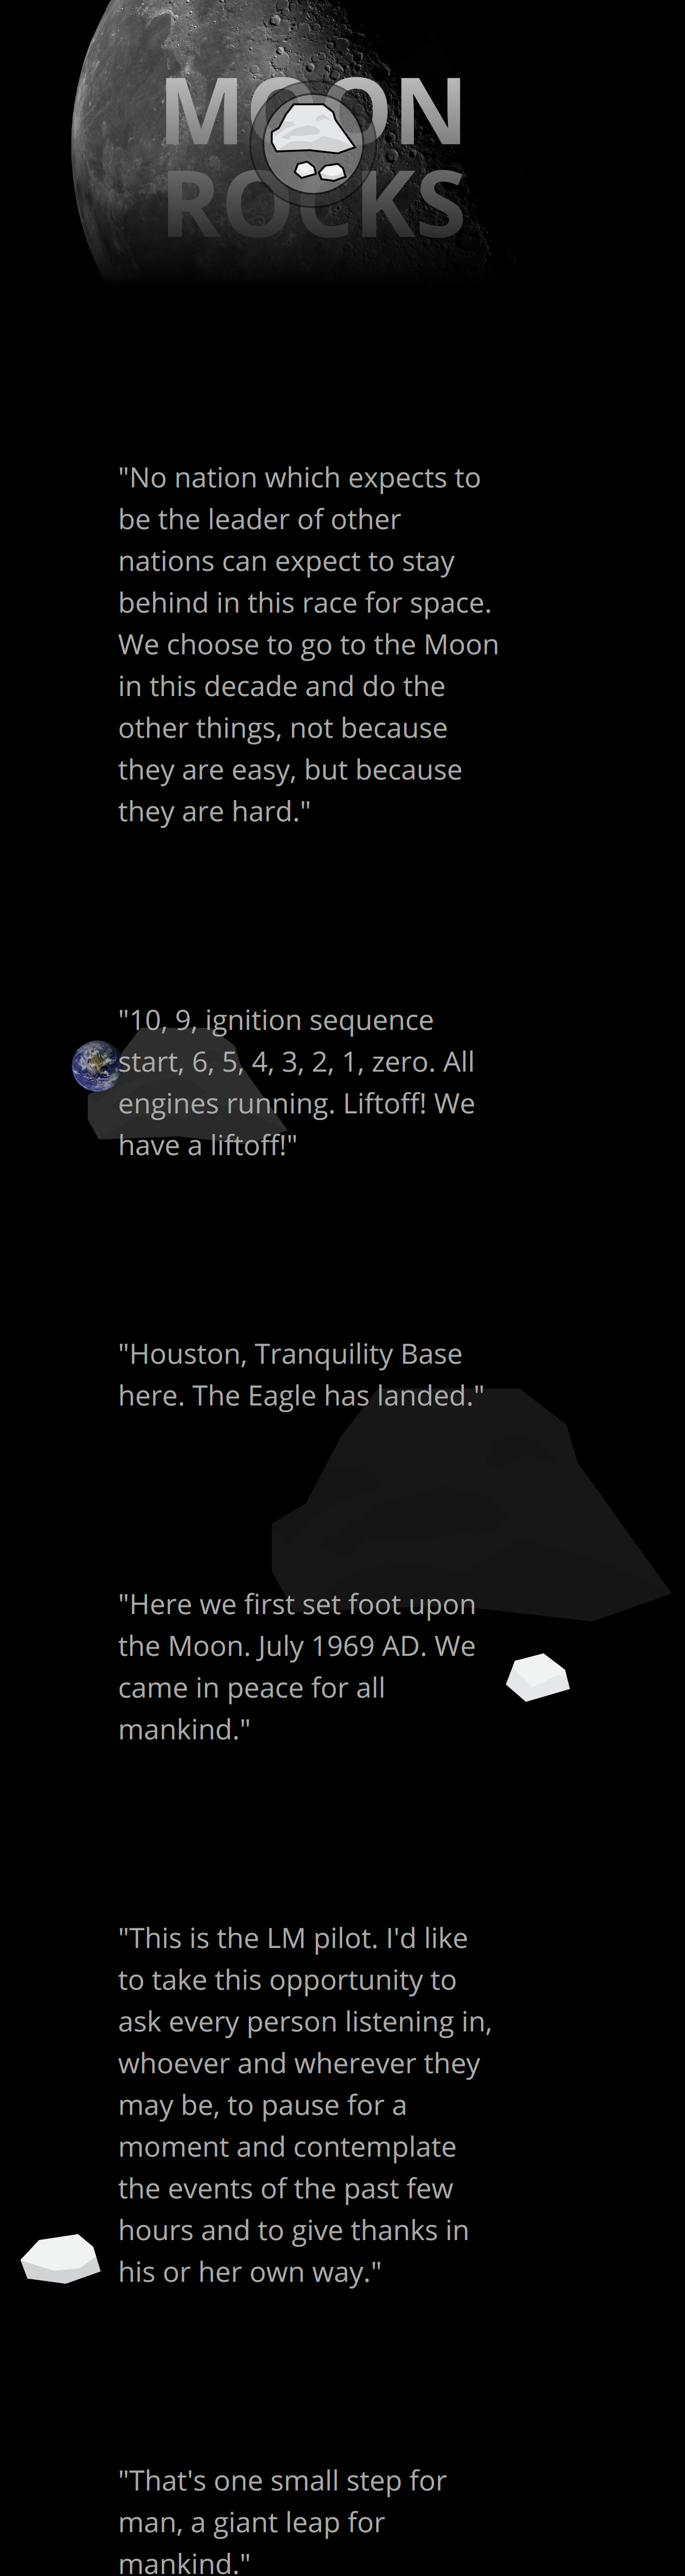 MOON
ROCKS
"No nation which expects to
be the leader of other
nations can expect to stay
behind in this race for space.
We choose to go to the Moon
in this decade and do the
other things, not because
they are easy, but because
they are hard."
"10, 9, ignition sequence
start, 6, 5, 4, 3, 2, 1, zero. All
engines running. Liftoff! We
have a liftoff!"
"Houston, Tranquility Base
here. The Eagle has landed."
"Here we first set foot upon
the Moon. July 1969 AD. We
came in peace for all
mankind."
"This is the LM pilot. I'd like
to take this opportunity to
ask every person listening in,
whoever and wherever they
may be, to pause for a
moment and contemplate
the events of the past few
hours and to give thanks in
his or her own way."
"That's one small step for
man, a giant leap for
mankind."